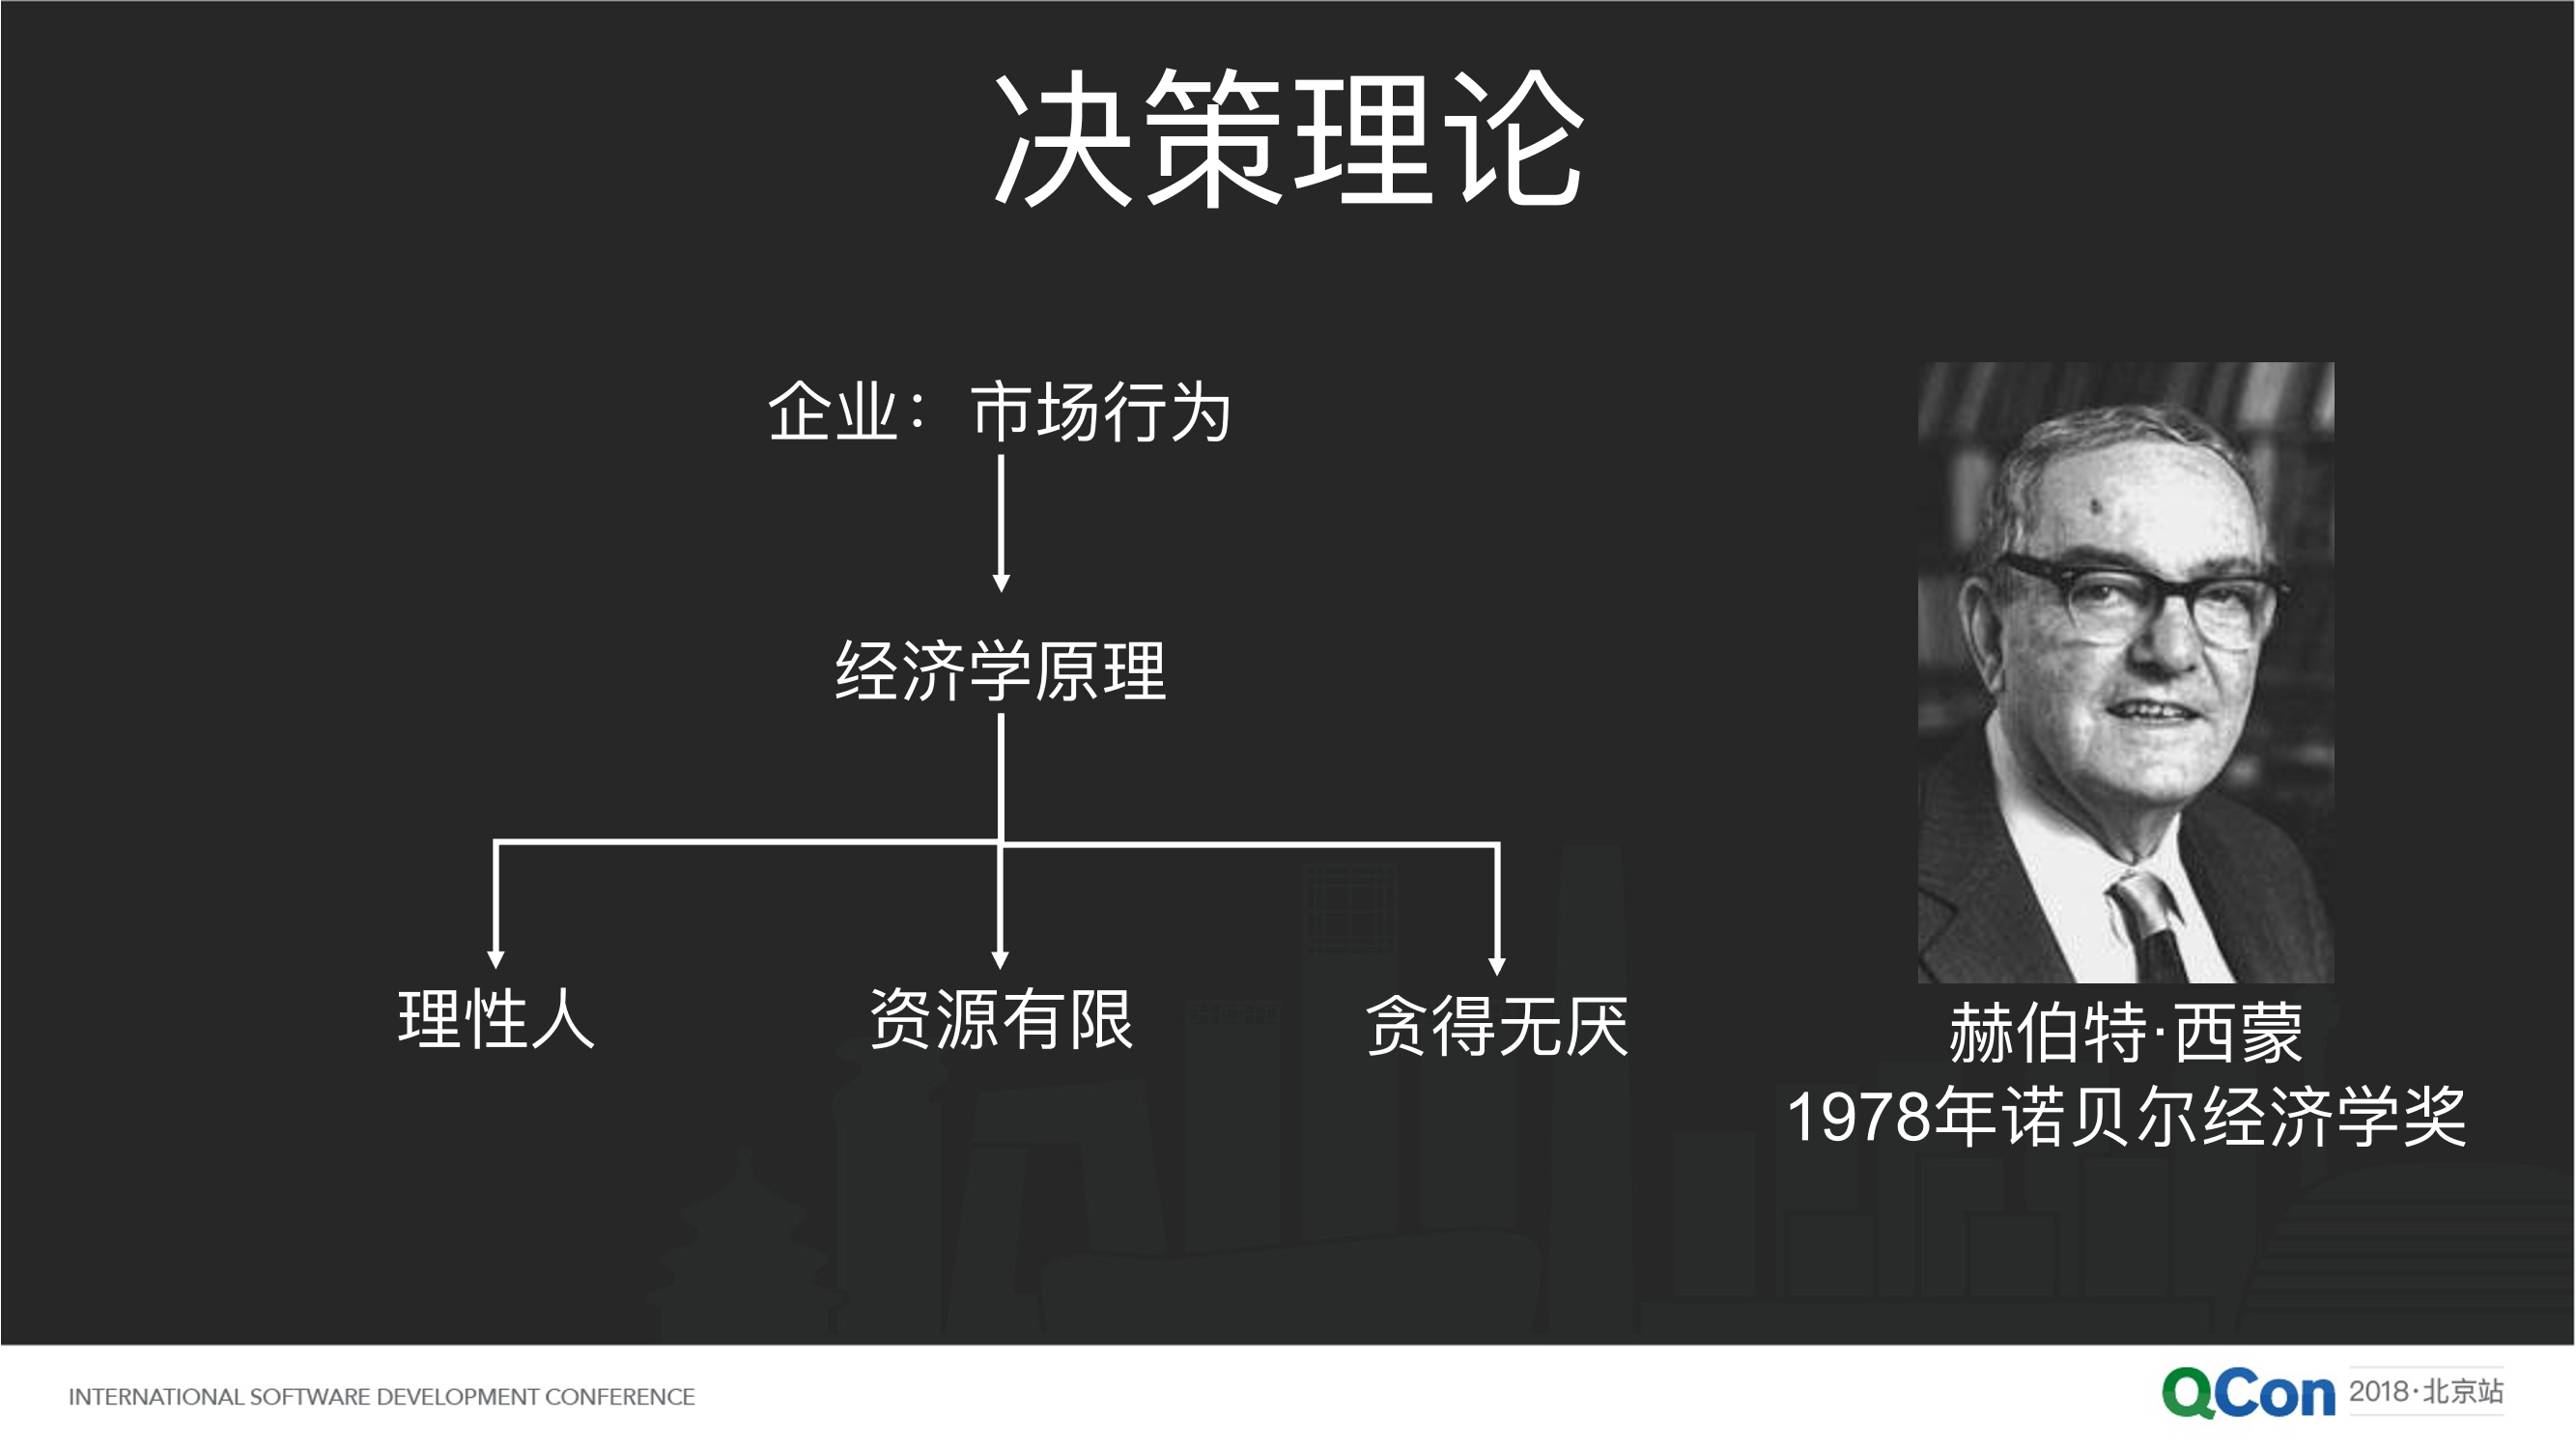 决策理论
企业：市场行为
经济学原理
理性人
资源有限
贪得无厌
赫伯特·西蒙
1978年诺贝尔经济学奖
INTERNATIONAL SOFTWARE DEVELOPMENT CONFERENCE
QCon 2018·北京站